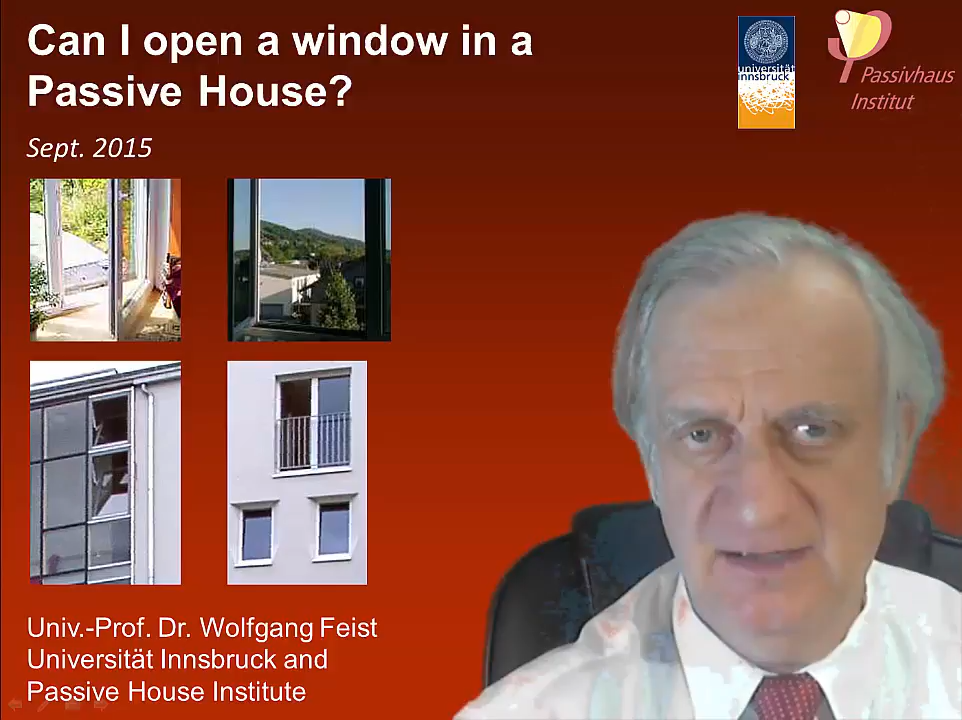 Can I open a window in a
Passive House?
Sept. 2015
universität
innsbruck
Passivhaus
Institut
Univ.-Prof. Dr. Wolfgang Feist
Universität Innsbruck and
Passive House Institute